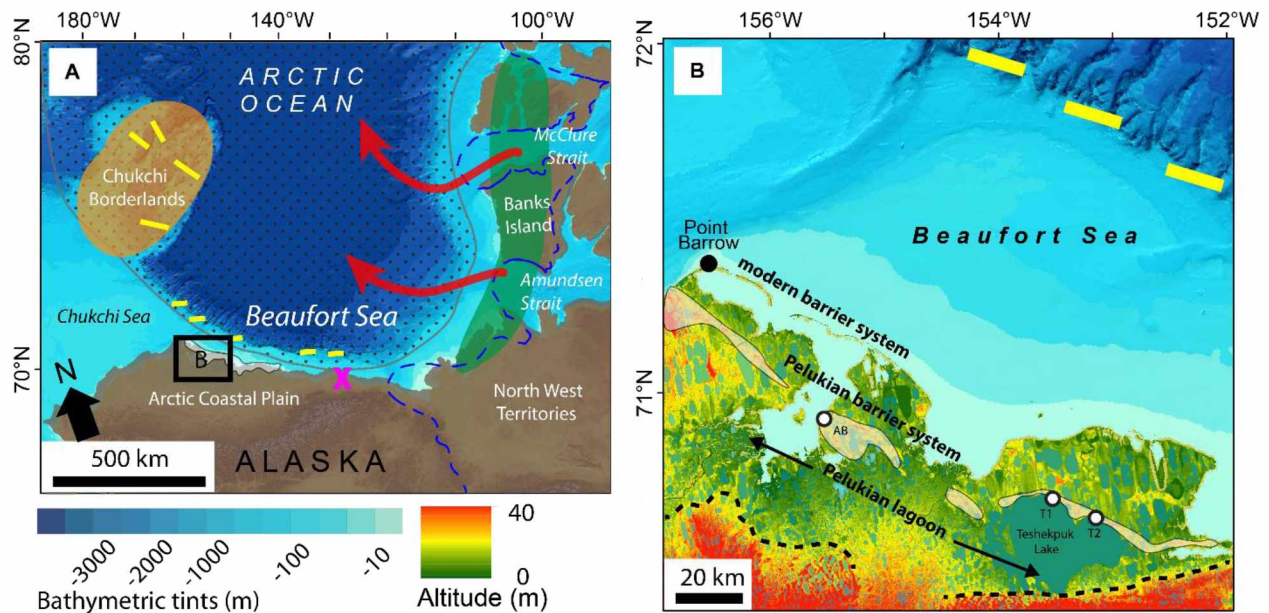 180°W
140°W
100°W
80°N
70°N
A
ARCTIC
OCEAN
McClure
Strait
Chukchi
Borderlands
Banks
Island
Amundsen
Strait
Chukchi Sea
Beaufort Sea
B
X
N
Arctic Coastal Plain
North West
Territories
500 km
ALASKA
-3000
-2000
-1000
-100
-10
Bathymetric tints (m)
40
0
Altitude (m)
156°W
154°W
152°W
72°N
71°N
B
Beaufort Sea
Point
Barrow
modern barrier system
Pelukian barrier system
AB
Pelukian lagoon
T1
T2
Teshekpuk
Lake
20 km